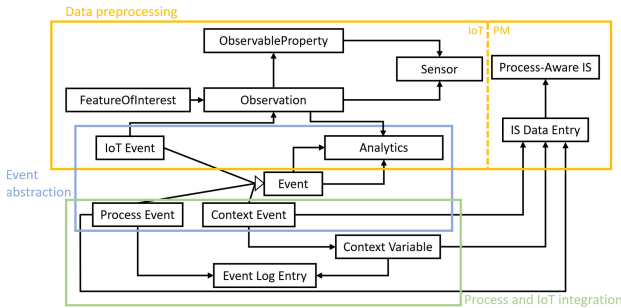 Data preprocessing
IoT PM
ObservableProperty
Sensor
Process-Aware IS
FeatureOfInterest
Observation
IS Data Entry
IoT Event
Analytics
Event
abstraction
Event
Process Event
Context Event
Context Variable
Event Log Entry
Process and IoT integration